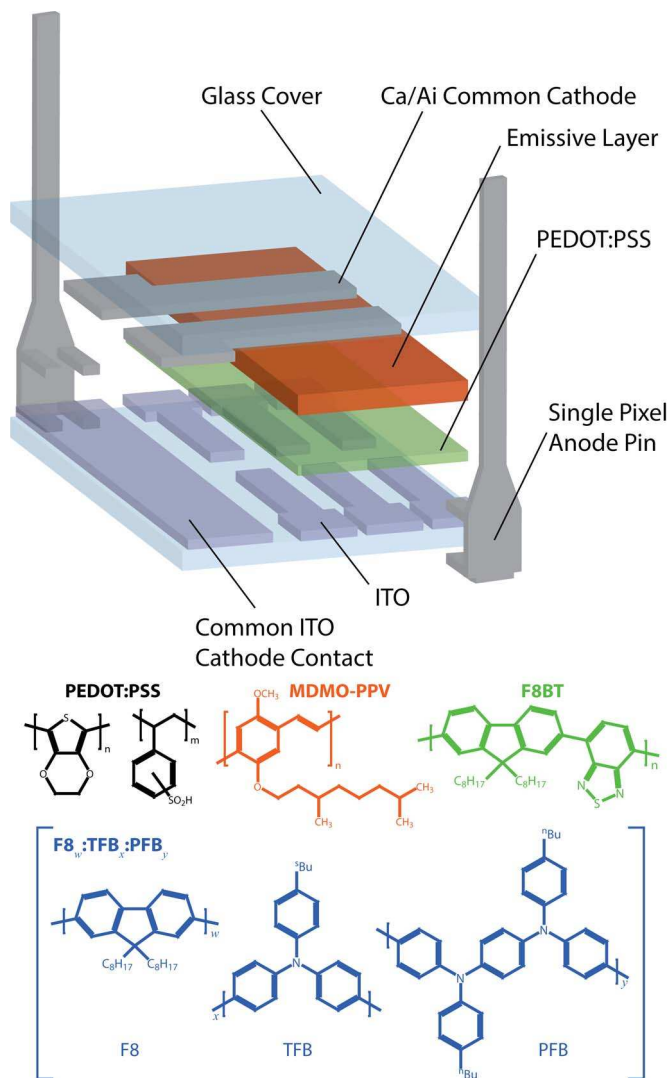 Glass Cover
Ca/Ai Common Cathode
Emissive Layer
PEDOT:PSS
Single Pixel
Anode Pin
ITO
Common ITO
Cathode Contact
PEDOT:PSS
MDMO-PPV
F8BT
S
n
O
O
m
SO₂H
OCH₃
n
O
CH₃
CH₃
CH₃
n
C₈H₁₇
C₈H₁₇
N
S
N
F8w:TFBx:PFBy
w
C₈H₁₇
C₈H₁₇
F8
ˢBu
N
x
TFB
ⁿBu
N
N
y
ⁿBu
PFB